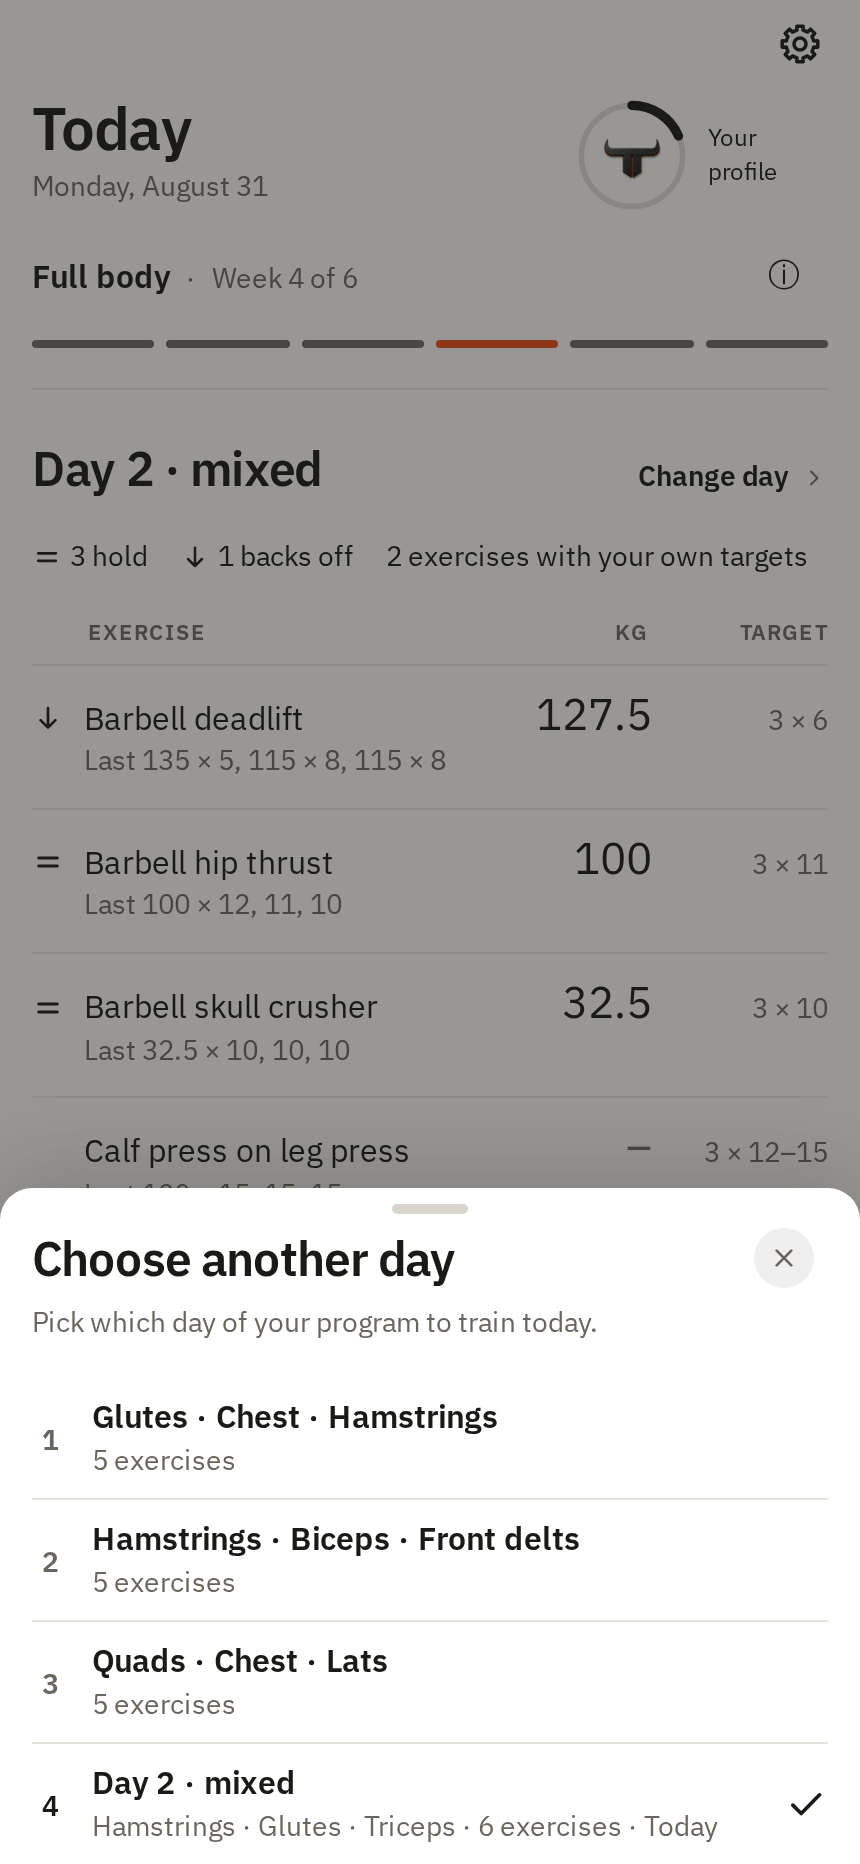 Today
Monday, August 31
Your
profile
Full body · Week 4 of 6
Day 2 · mixed
Change day
3 hold
1 backs off
2 exercises with your own targets
EXERCISE
KG
TARGET
Barbell deadlift
127.5
3 × 6
Last 135 × 5, 115 × 8, 115 × 8
Barbell hip thrust
100
3 × 11
Last 100 × 12, 11, 10
Barbell skull crusher
32.5
3 × 10
Last 32.5 × 10, 10, 10
Calf press on leg press
–
3 × 12–15
Choose another day
Pick which day of your program to train today.
1
Glutes · Chest · Hamstrings
5 exercises
2
Hamstrings · Biceps · Front delts
5 exercises
3
Quads · Chest · Lats
5 exercises
4
Day 2 · mixed
Hamstrings · Glutes · Triceps · 6 exercises · Today